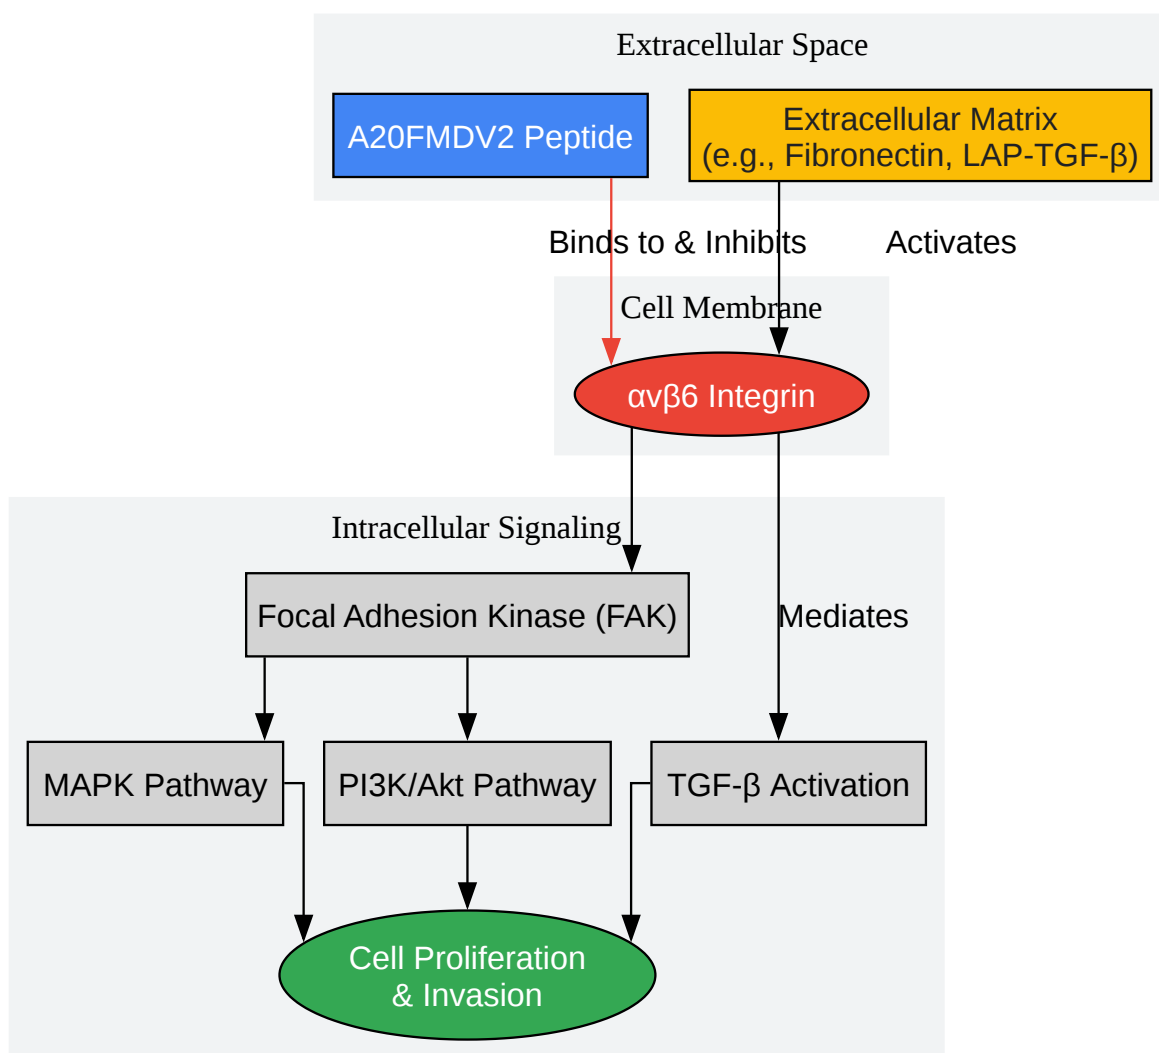 Extracellular Space
A20FMDV2 Peptide
Extracellular Matrix
(e.g., Fibronectin, LAP-TGF-β)
Binds to & Inhibits
Activates
Cell Membrane
αvβ6 Integrin
Intracellular Signaling
Focal Adhesion Kinase (FAK)
Mediates
MAPK Pathway
PI3K/Akt Pathway
TGF-β Activation
Cell Proliferation
& Invasion